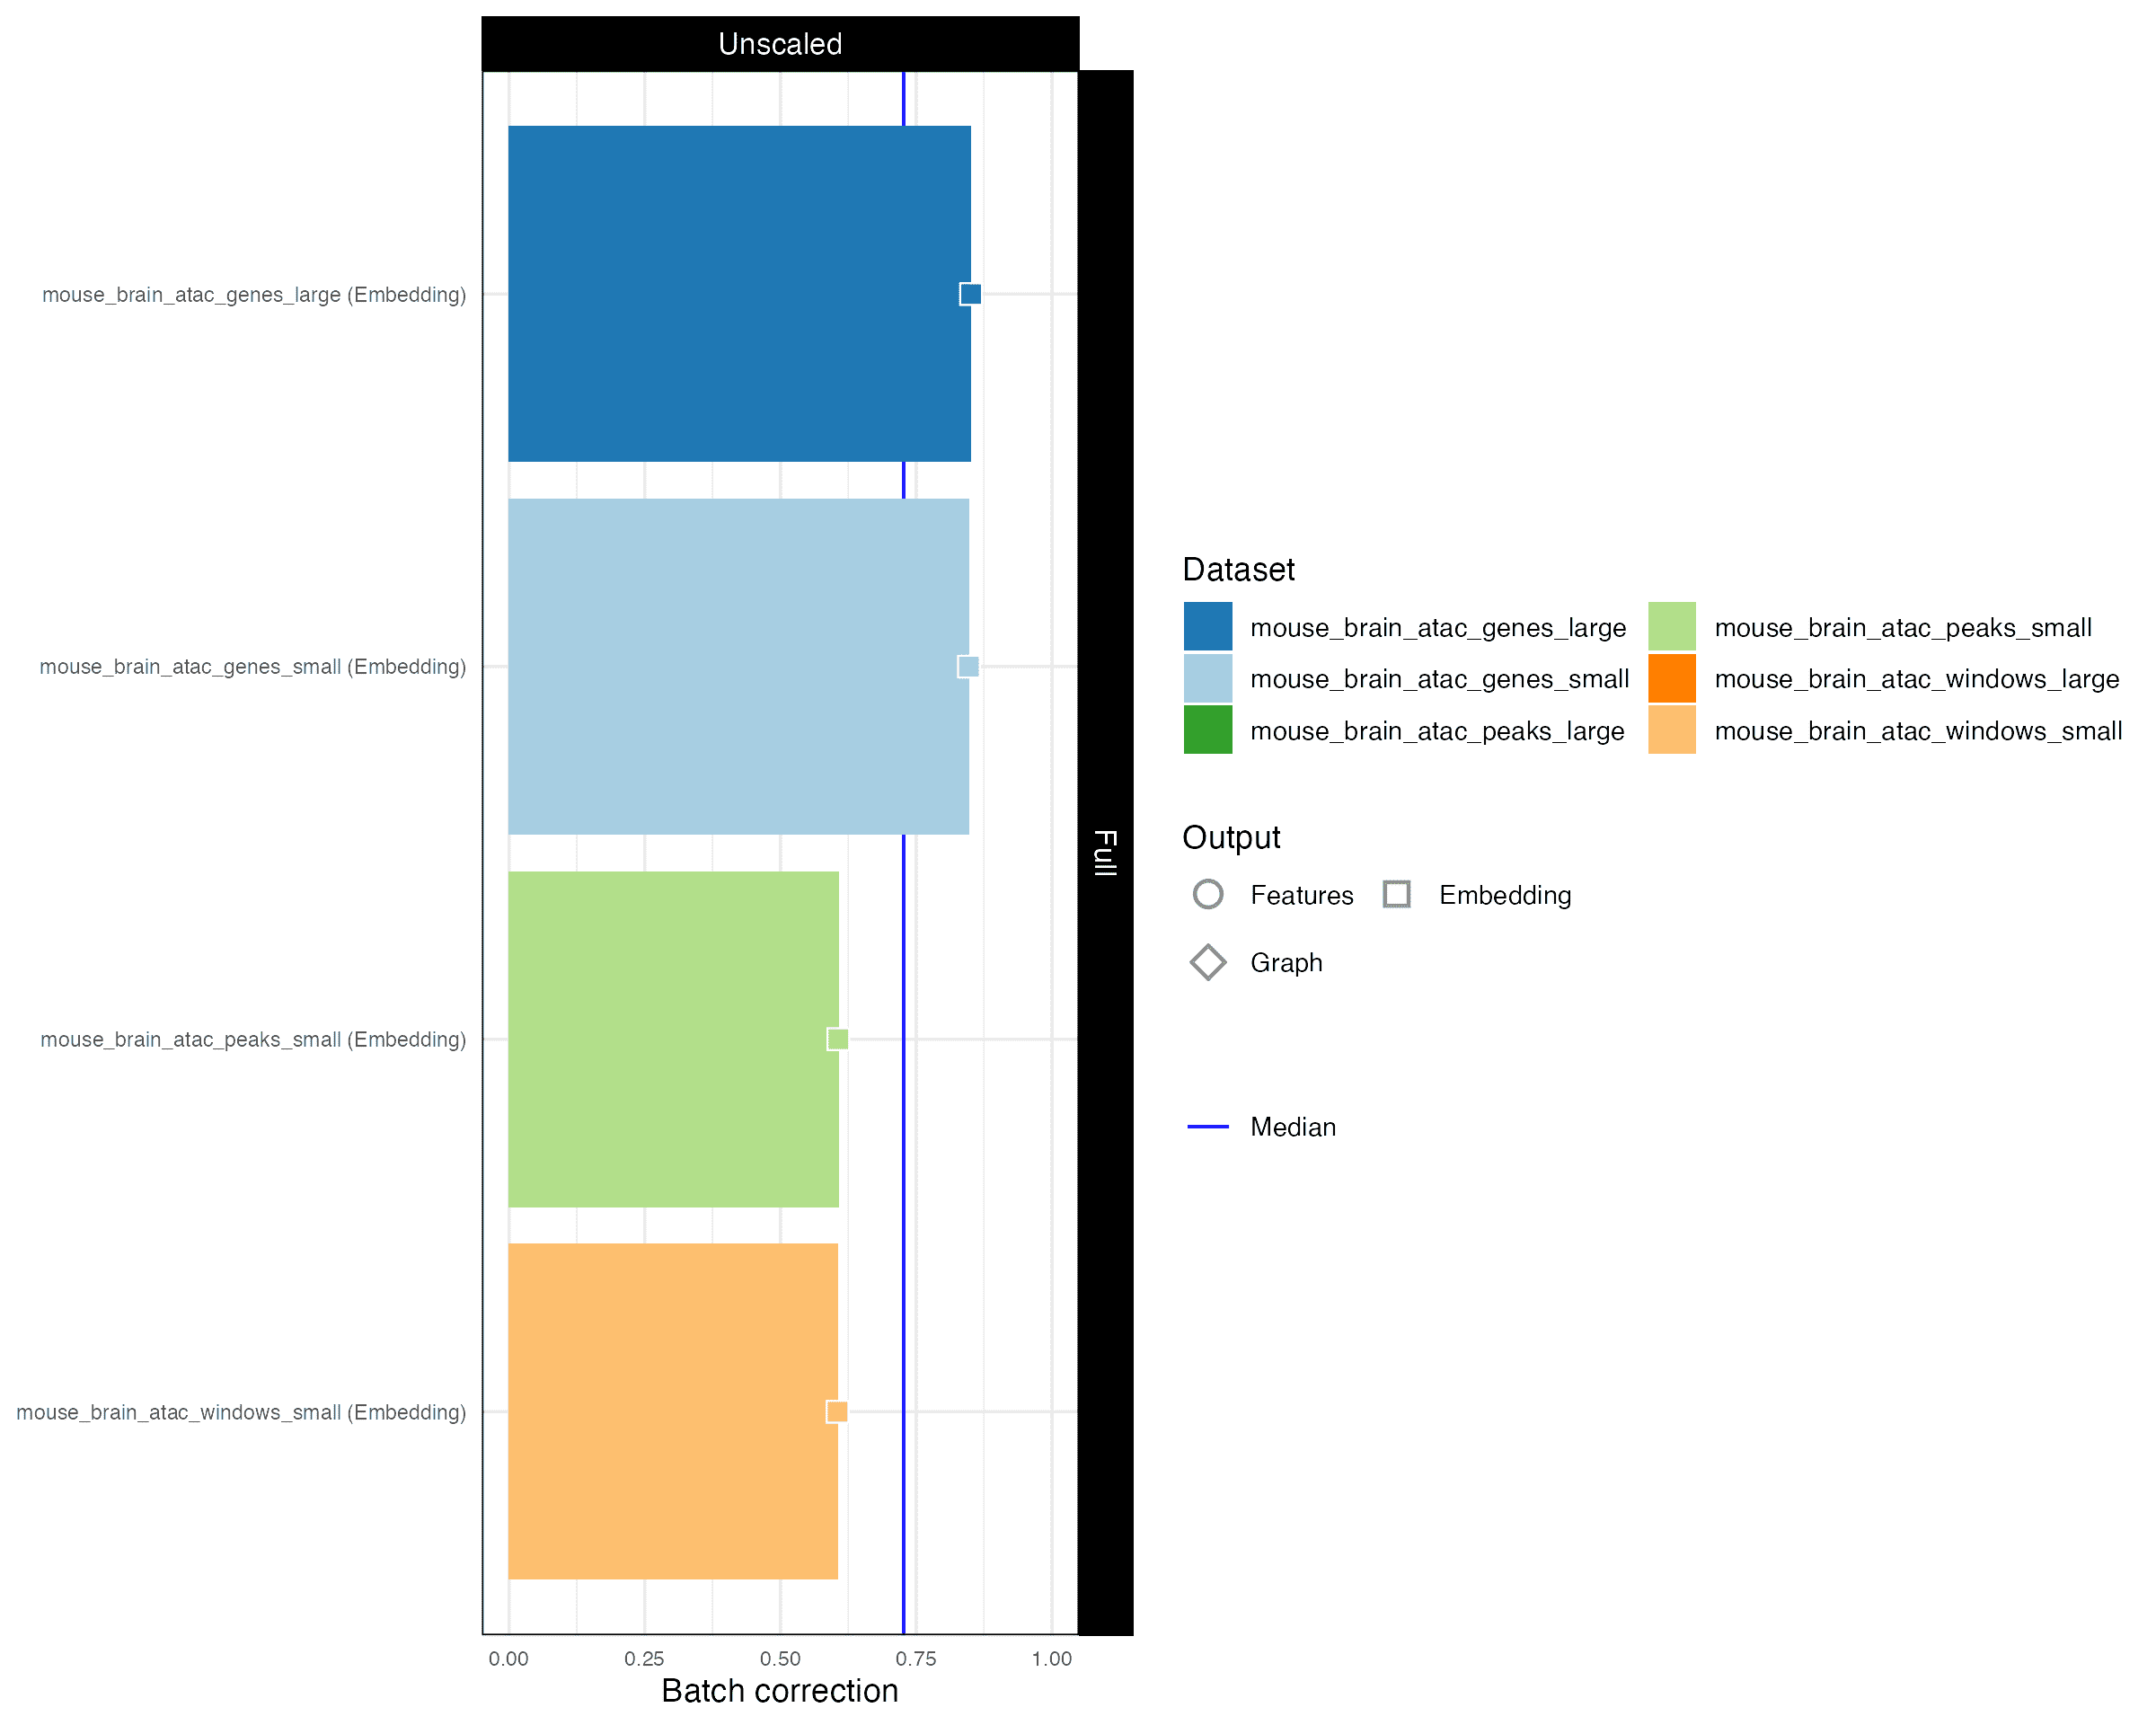 Unscaled
Full
mouse_brain_atac_genes_large (Embedding)
mouse_brain_atac_genes_small (Embedding)
mouse_brain_atac_peaks_small (Embedding)
mouse_brain_atac_windows_small (Embedding)
0.00 0.25 0.50 0.75 1.00
Batch correction
Dataset
mouse_brain_atac_genes_large mouse_brain_atac_peaks_small
mouse_brain_atac_genes_small mouse_brain_atac_windows_large
mouse_brain_atac_peaks_large mouse_brain_atac_windows_small
Output
Features Embedding
Graph
Median